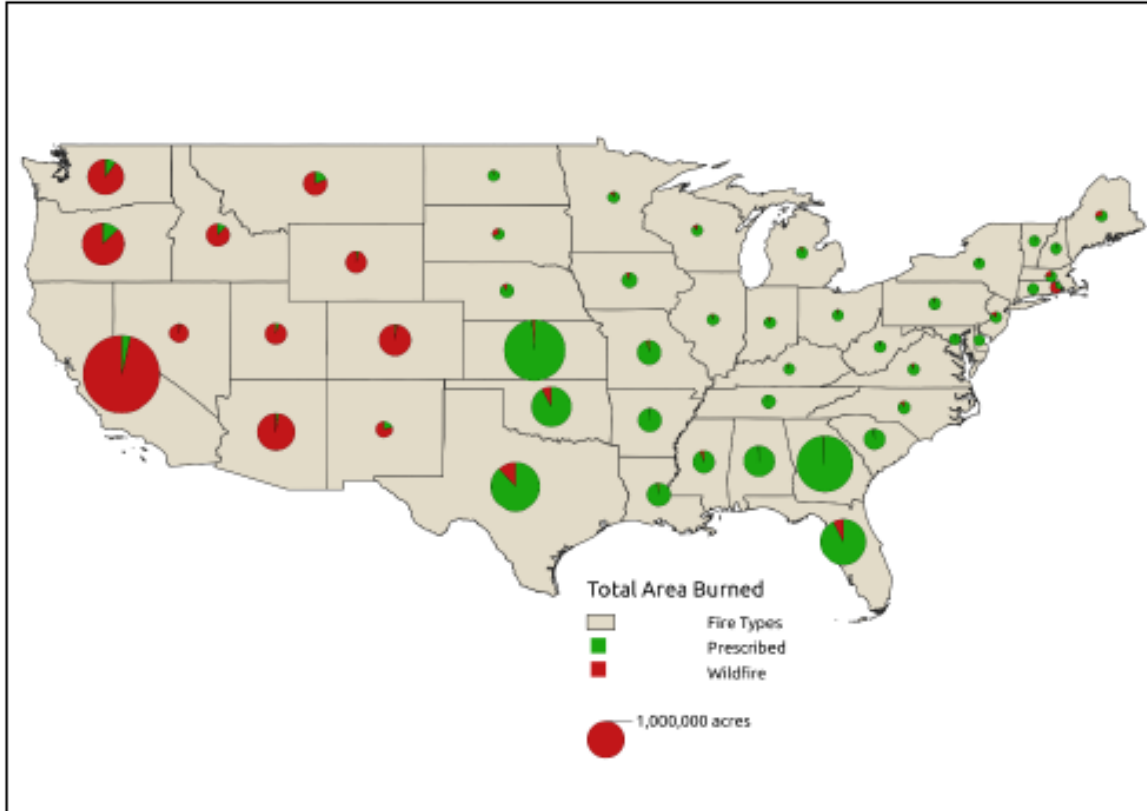 Total Area Burned
Fire Types
Prescribed
Wildfire
1,000,000 acres